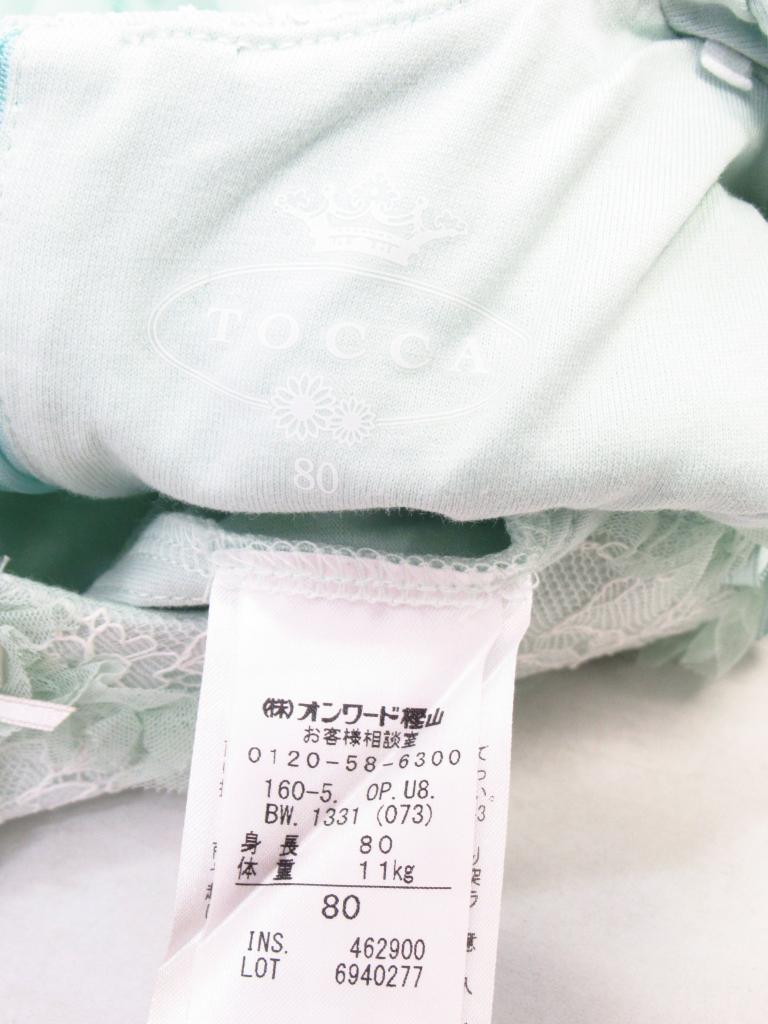 TOCCA
80
(株)オンワード樫山
お客様相談室
0120-58-6300
160-5. OP. U8.
BW. 1331 (073)
身長 80
体重 11kg
80
INS. 462900
LOT 6940277